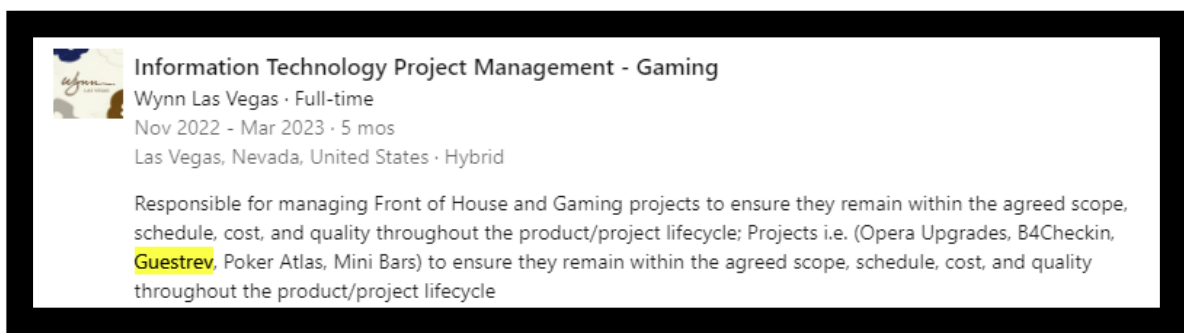 Information Technology Project Management - Gaming
Wynn Las Vegas · Full-time
Nov 2022 - Mar 2023 · 5 mos
Las Vegas, Nevada, United States · Hybrid
Responsible for managing Front of House and Gaming projects to ensure they remain within the agreed scope,
schedule, cost, and quality throughout the product/project lifecycle; Projects i.e. (Opera Upgrades, B4Checkin,
Guestrev, Poker Atlas, Mini Bars) to ensure they remain within the agreed scope, schedule, cost, and quality
throughout the product/project lifecycle